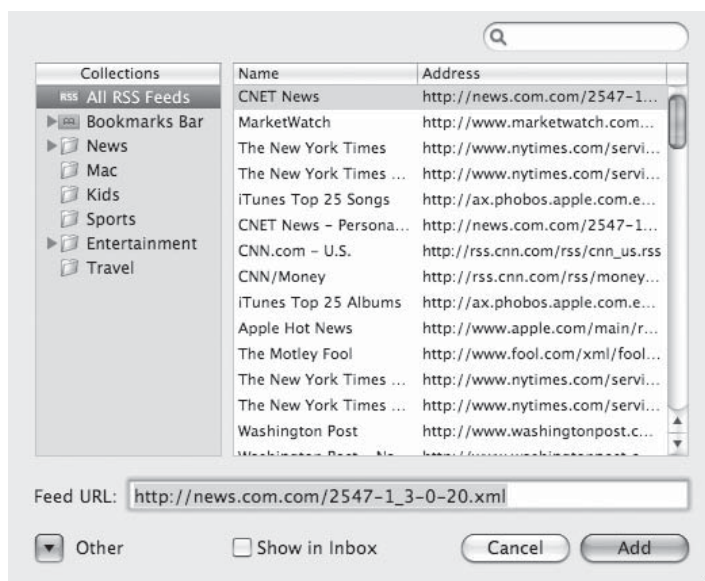 Collections
RSS All RSS Feeds
Bookmarks Bar
News
Mac
Kids
Sports
Entertainment
Travel
Name Address
CNET News http://news.com.com/2547-1...
MarketWatch http://www.marketwatch.com...
The New York Times http://www.nytimes.com/servi...
The New York Times ... http://www.nytimes.com/servi...
iTunes Top 25 Songs http://ax.phobos.apple.com.e...
CNET News – Persona... http://news.com.com/2547-1...
CNN.com – U.S. http://rss.cnn.com/rss/cnn_us.rss
CNN/Money http://rss.cnn.com/rss/money...
iTunes Top 25 Albums http://ax.phobos.apple.com.e...
Apple Hot News http://www.apple.com/main/r...
The Motley Fool http://www.fool.com/xml/fool...
The New York Times ... http://www.nytimes.com/servi...
The New York Times ... http://www.nytimes.com/servi...
Washington Post http://www.washingtonpost.c...
Feed URL: http://news.com.com/2547-1_3-0-20.xml
Other Show in Inbox Cancel Add